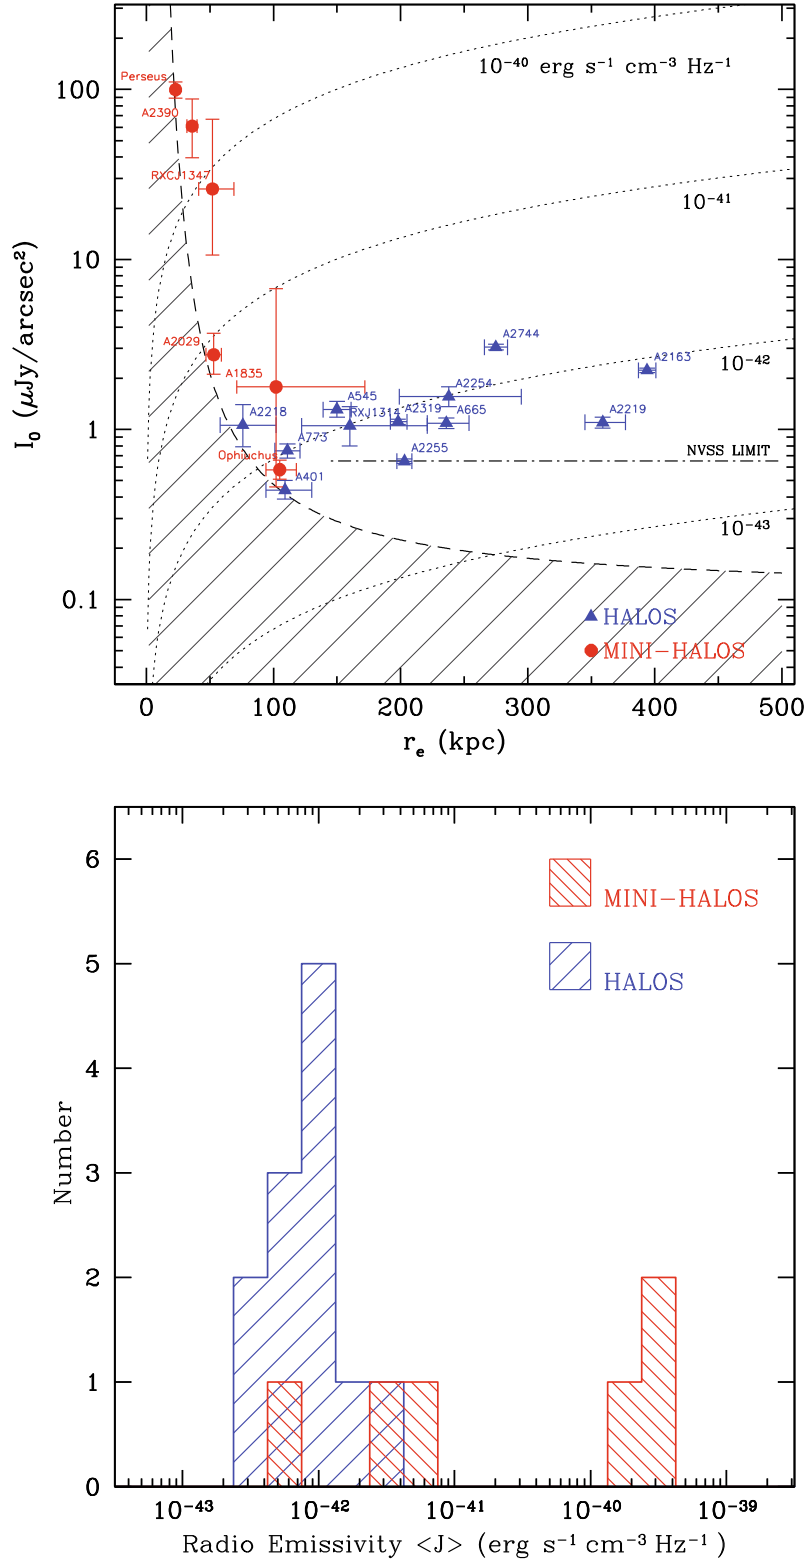 10⁻⁴⁰ erg s⁻¹ cm⁻³ Hz⁻¹
Perseus
100
A2390
RXCJ1347
10⁻⁴¹
10
I₀ (μJy/arcsec²)
A2744
A2029
A2163
10⁻⁴²
A1835
A2254
A545
A2218
RXJ1314
A2319
A665
A2219
1
A773
A2255
NVSS LIMIT
Ophiuchus
A401
10⁻⁴³
0.1
HALOS
MINI-HALOS
0 100 200 300 400 500
rₑ (kpc)
6
MINI-HALOS
5
HALOS
4
Number
3
2
1
0
10⁻⁴³ 10⁻⁴² 10⁻⁴¹ 10⁻⁴⁰ 10⁻³⁹
Radio Emissivity <J> (erg s⁻¹ cm⁻³ Hz⁻¹)